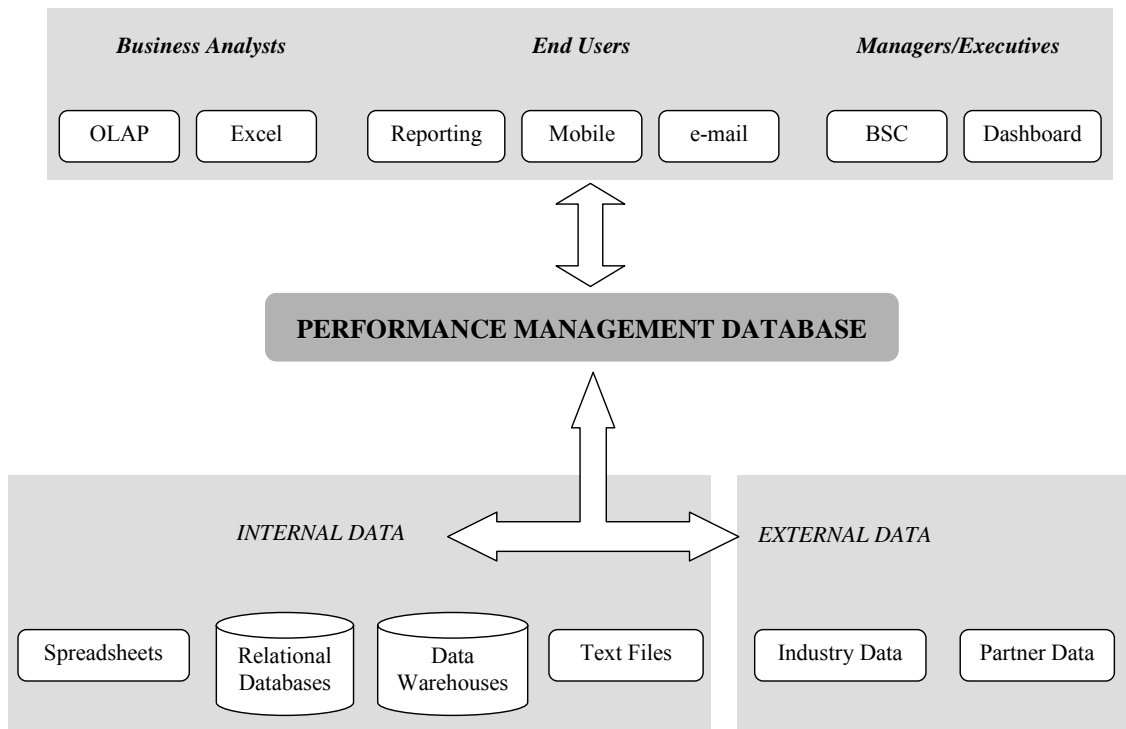 Business Analysts
End Users
Managers/Executives
OLAP
Excel
Reporting
Mobile
e-mail
BSC
Dashboard
PERFORMANCE MANAGEMENT DATABASE
INTERNAL DATA
EXTERNAL DATA
Spreadsheets
Relational
Databases
Data
Warehouses
Text Files
Industry Data
Partner Data